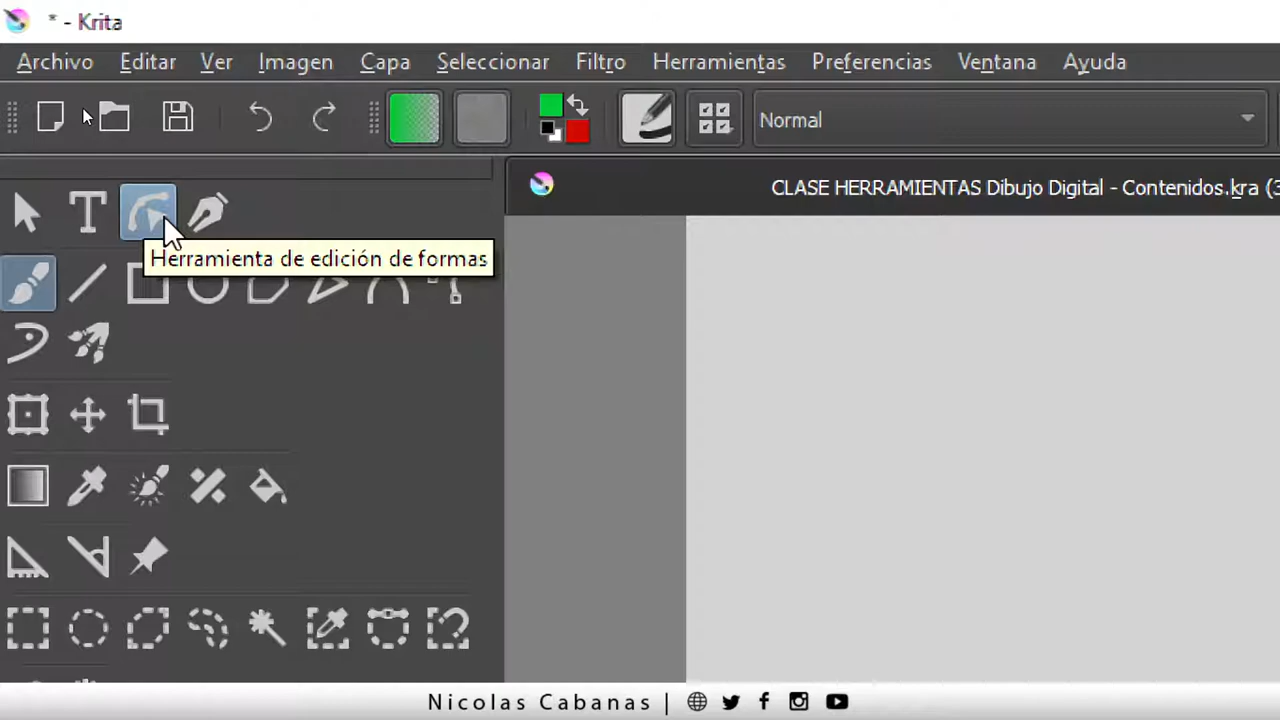 * - Krita
Archivo Editar Ver Imagen Capa Seleccionar Filtro Herramientas Preferencias Ventana Ayuda
Normal
CLASE HERRAMIENTAS Dibujo Digital - Contenidos.kra (3
T
Herramienta de edición de formas
Nicolas Cabanas |